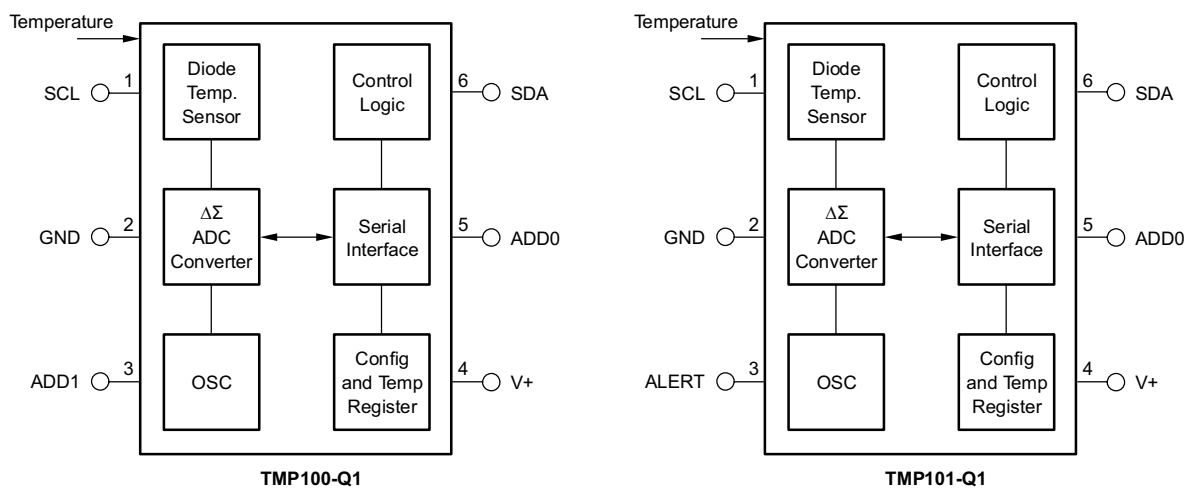 Temperature
1
SCL
2
GND
3
ADD1
Diode
Temp.
Sensor
ΔΣ
ADC
Converter
OSC
Control
Logic
Serial
Interface
Config
and Temp
Register
6
SDA
5
ADD0
4
V+
TMP100-Q1
Temperature
1
SCL
2
GND
3
ALERT
Diode
Temp.
Sensor
ΔΣ
ADC
Converter
OSC
Control
Logic
Serial
Interface
Config
and Temp
Register
6
SDA
5
ADD0
4
V+
TMP101-Q1